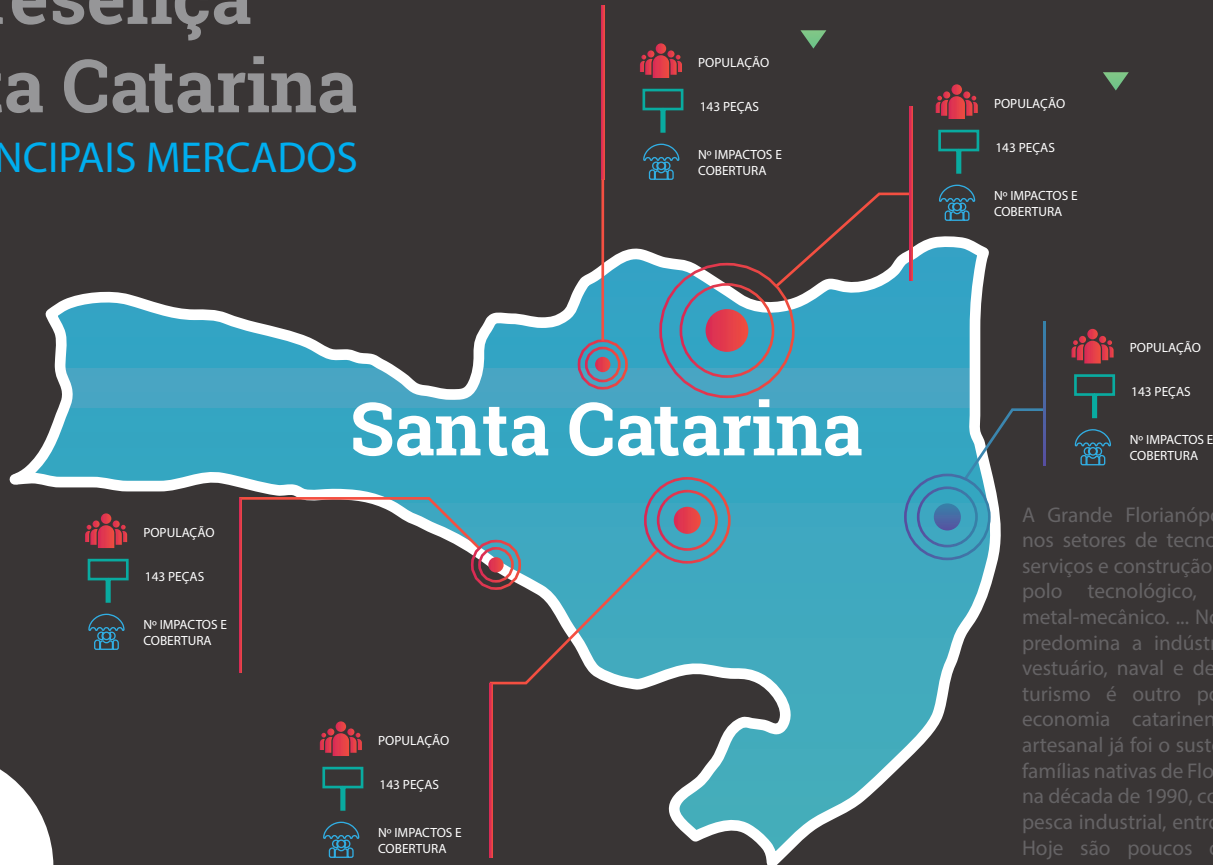 resença
ta Catarina
NCIPAIS MERCADOS
POPULAÇÃO
143 PEÇAS
Nº IMPACTOS E
COBERTURA
POPULAÇÃO
143 PEÇAS
Nº IMPACTOS E
COBERTURA
POPULAÇÃO
143 PEÇAS
Nº IMPACTOS E
COBERTURA
Santa Catarina
POPULAÇÃO
143 PEÇAS
Nº IMPACTOS E
COBERTURA
POPULAÇÃO
143 PEÇAS
Nº IMPACTOS E
COBERTURA
A Grande Florianópo
nos setores de tecno
serviços e construção
polo tecnológico,
metal-mecânico. ... No
predomina a indústr
vestuário, naval e de
turismo é outro po
economia catarinen
artesanal já foi o suste
famílias nativas de Flo
na década de 1990, co
pesca industrial, entro
Hoje são poucos